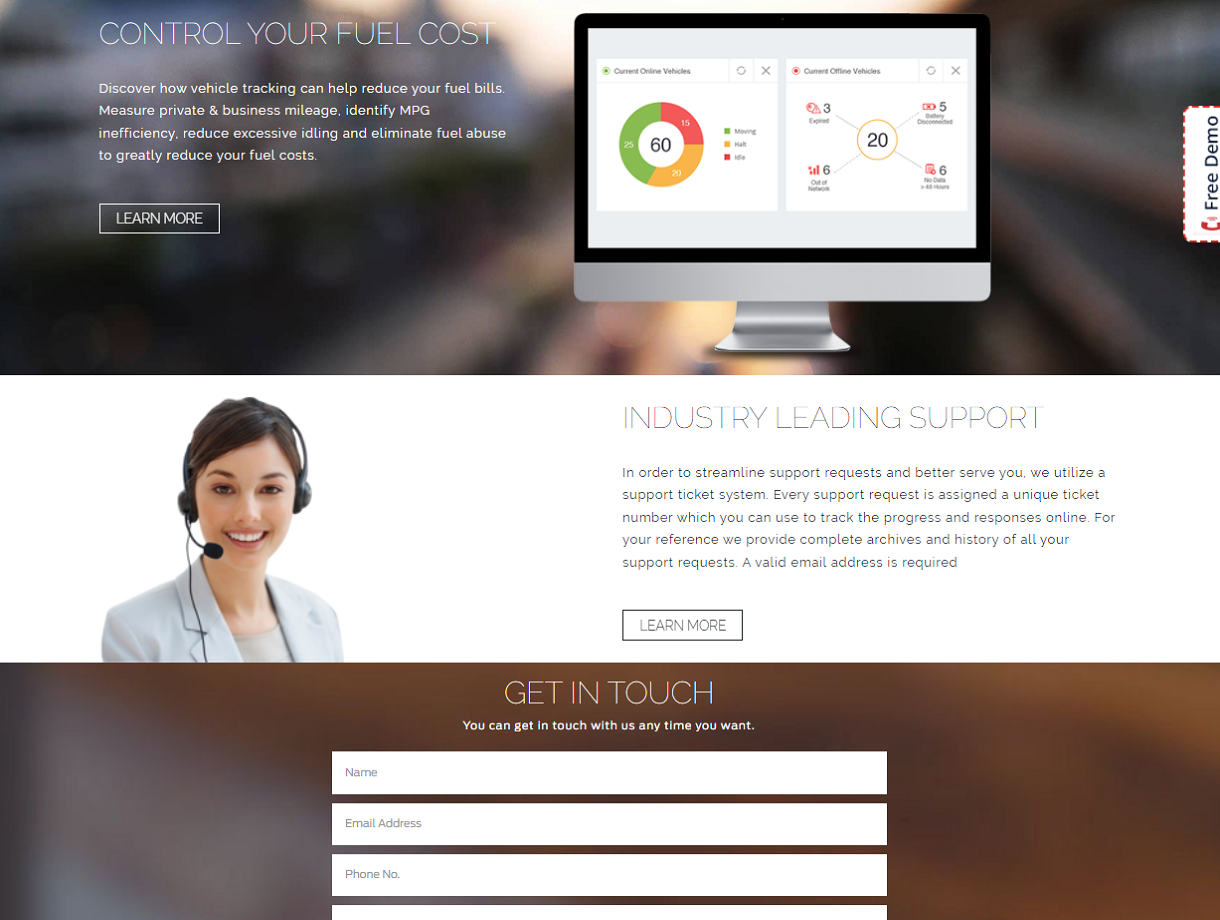 CONTROL YOUR FUEL COST
Discover how vehicle tracking can help reduce your fuel bills.
Measure private & business mileage, identify MPG
inefficiency, reduce excessive idling and eliminate fuel abuse
to greatly reduce your fuel costs.
LEARN MORE
Current Online Vehicles
60
15
20
25
Moving
Halt
Idle
Current Offline Vehicles
20
3
Expired
5
Battery
Disconnected
6
Out of
Network
6
No Data
> 48 Hours
Free Demo
INDUSTRY LEADING SUPPORT
In order to streamline support requests and better serve you, we utilize a
support ticket system. Every support request is assigned a unique ticket
number which you can use to track the progress and responses online. For
your reference we provide complete archives and history of all your
support requests. A valid email address is required
LEARN MORE
GET IN TOUCH
You can get in touch with us any time you want.
Name
Email Address
Phone No.